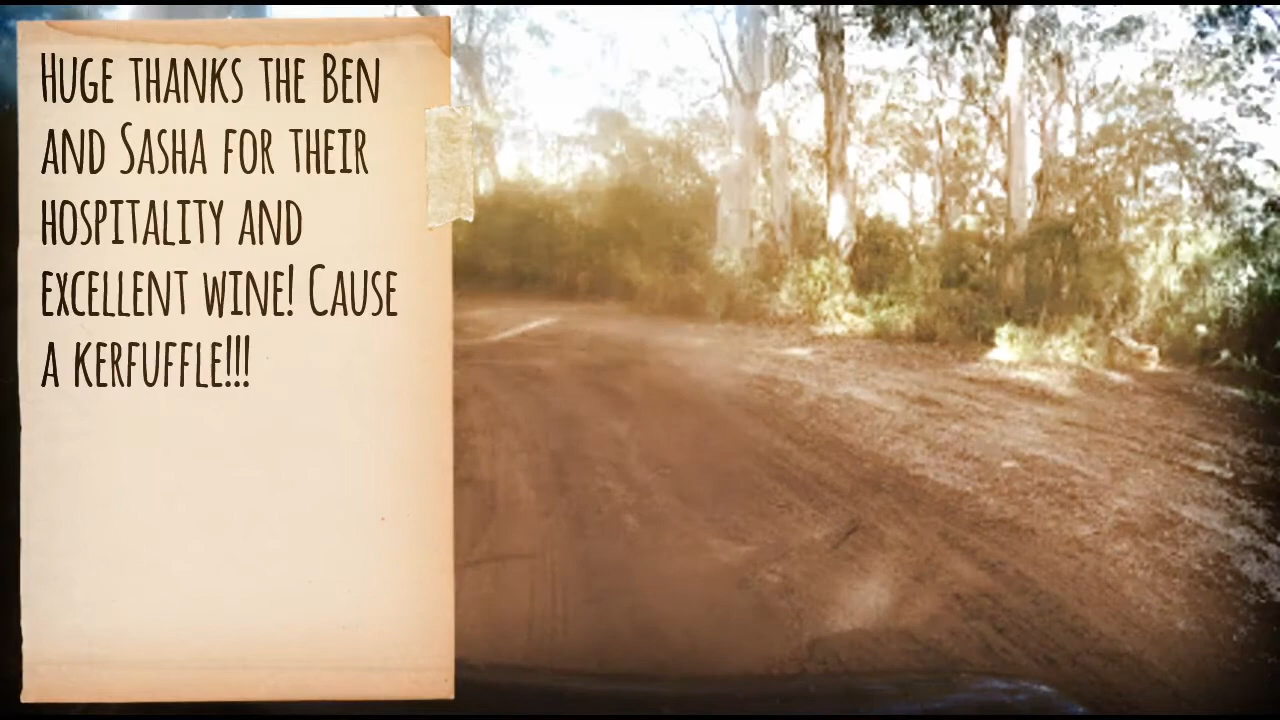 Huge thanks the Ben
and Sasha for their
hospitality and
excellent wine! Cause
a kerfuffle!!!